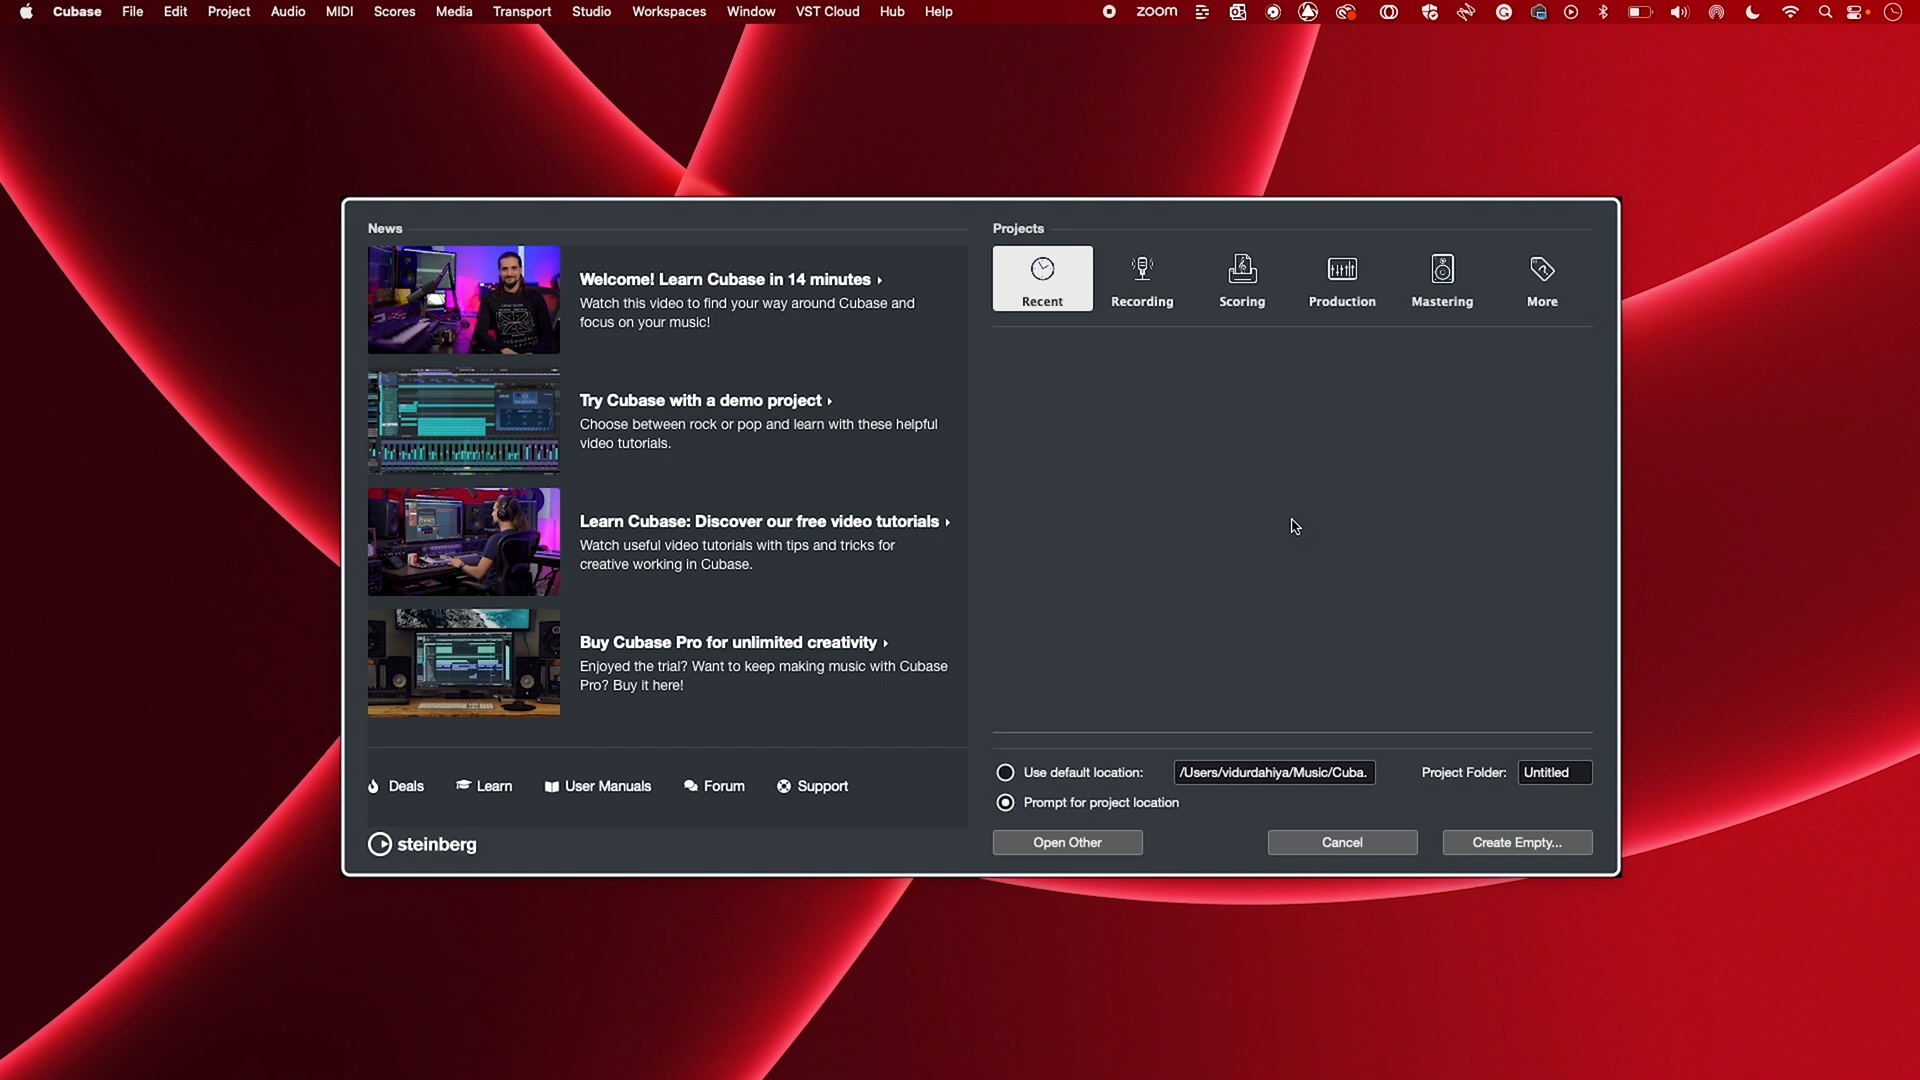 Cubase File Edit Project Audio MIDI Scores Media Transport Studio Workspaces Window VST Cloud Hub Help zoom
News
Welcome! Learn Cubase in 14 minutes
Watch this video to find your way around Cubase and
focus on your music!
Try Cubase with a demo project
Choose between rock or pop and learn with these helpful
video tutorials.
Learn Cubase: Discover our free video tutorials
Watch useful video tutorials with tips and tricks for
creative working in Cubase.
Buy Cubase Pro for unlimited creativity
Enjoyed the trial? Want to keep making music with Cubase
Pro? Buy it here!
Deals Learn User Manuals Forum Support
steinberg
Projects
Recent Recording Scoring Production Mastering More
Use default location: /Users/vidurdahiya/Music/Cuba. Project Folder: Untitled
Prompt for project location
Open Other Cancel Create Empty...